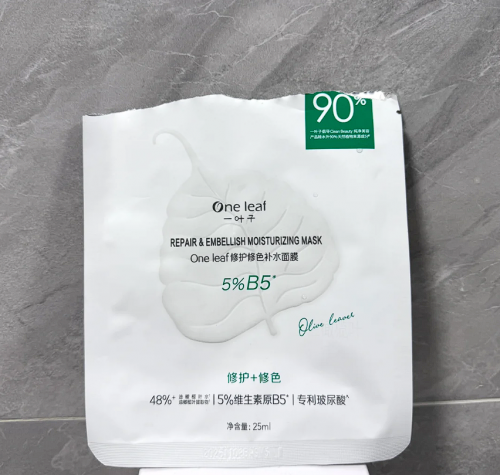 90%
One leaf
一叶子
REPAIR & EMBELLISH MOISTURIZING MASK
One leaf 修护修色补水面膜
5%B5*
Olive leaves
修护+修色
48%+ | 5%维生素原B5* | 专利玻尿酸^
净含量: 25ml